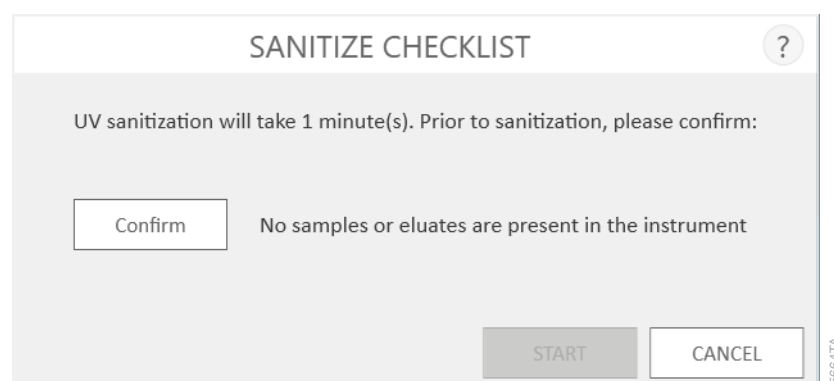 SANITIZE CHECKLIST
?
UV sanitization will take 1 minute(s). Prior to sanitization, please confirm:
Confirm No samples or eluates are present in the instrument
START CANCEL